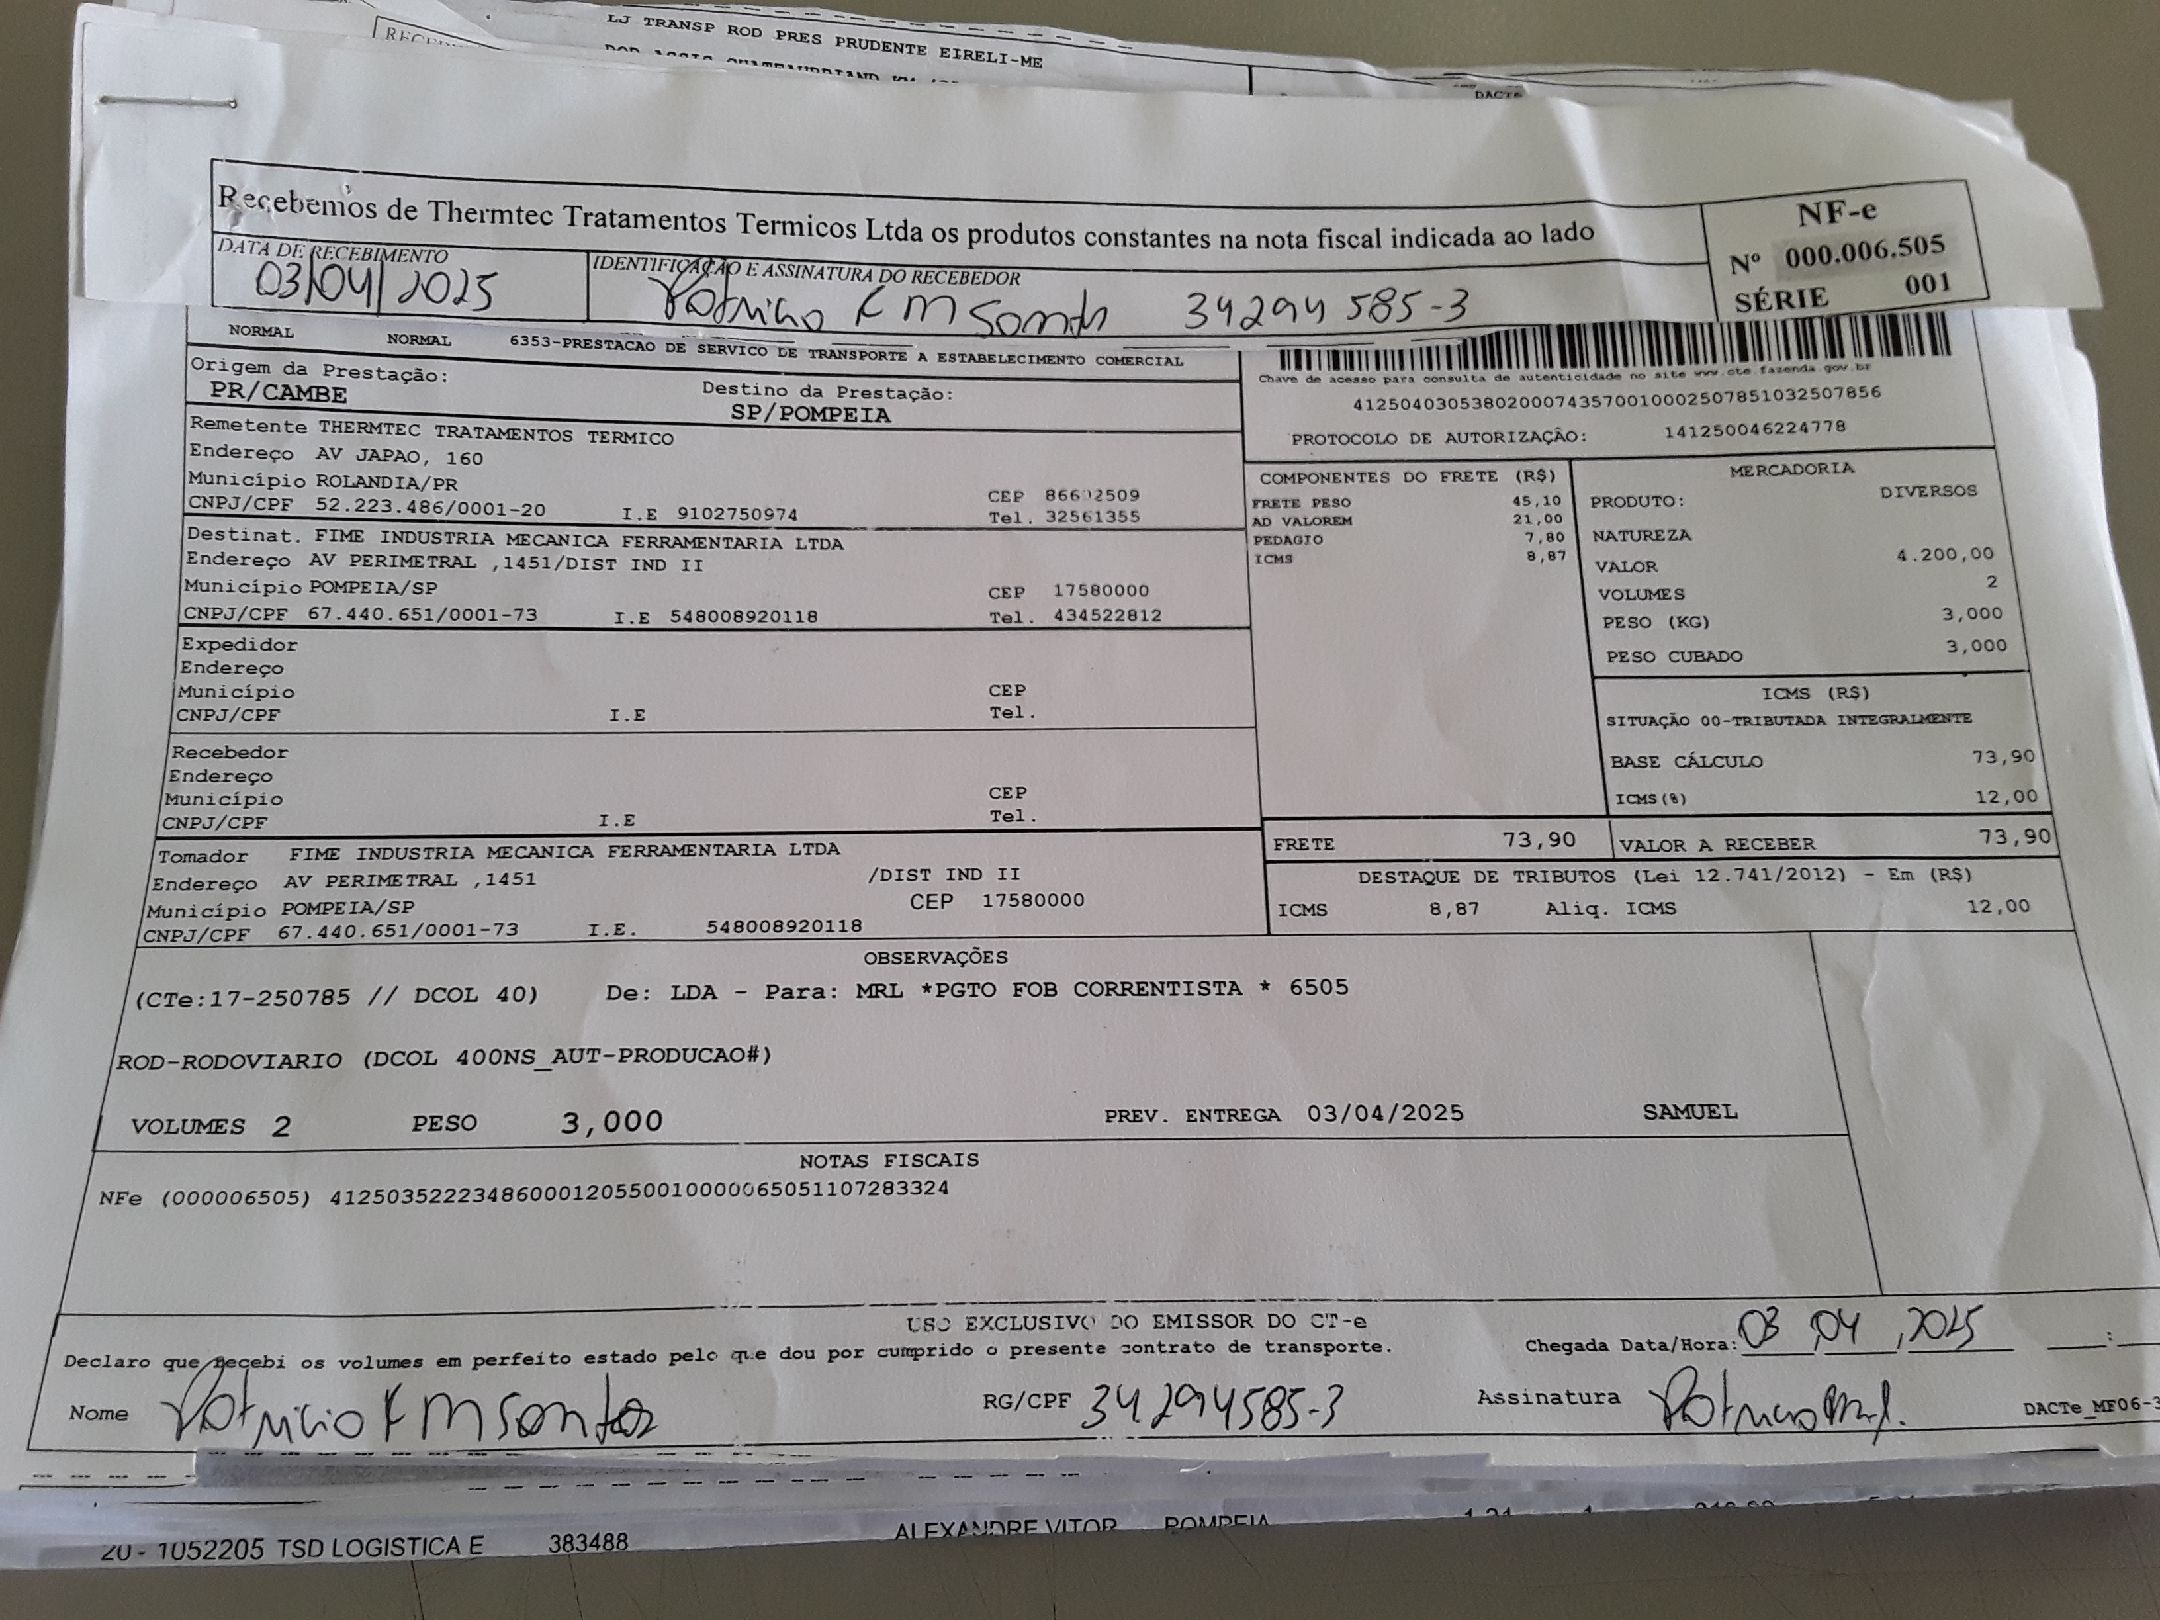 LJ TRANSP ROD PRES PRUDENTE EIRELI-ME
DACTe
Recebemos de Thermtec Tratamentos Termicos Ltda os produtos constantes na nota fiscal indicada ao lado
NF-e
Nº 000.006.505
SÉRIE 001
DATA DE RECEBIMENTO
03/04/2025
IDENTIFICAÇÃO E ASSINATURA DO RECEBEDOR
34294585-3
NORMAL NORMAL 6353-PRESTACAO DE SERVICO DE TRANSPORTE A ESTABELECIMENTO COMERCIAL
Origem da Prestação:
PR/CAMBE
Destino da Prestação:
SP/POMPEIA
Chave de acesso para consulta de autenticidade no site www.cte.fazenda.gov.br
41250403053802000743570010002507851032507856
PROTOCOLO DE AUTORIZAÇÃO: 141250046224778
Remetente THERMTEC TRATAMENTOS TERMICO
Endereço AV JAPAO, 160
Município ROLANDIA/PR
CEP 86602509
CNPJ/CPF 52.223.486/0001-20 I.E 9102750974 Tel. 32561355
Destinat. FIME INDUSTRIA MECANICA FERRAMENTARIA LTDA
Endereço AV PERIMETRAL ,1451/DIST IND II
Município POMPEIA/SP CEP 17580000
CNPJ/CPF 67.440.651/0001-73 I.E 548008920118 Tel. 434522812
Expedidor
Endereço
Município CEP
CNPJ/CPF I.E Tel.
Recebedor
Endereço
Município CEP
CNPJ/CPF I.E Tel.
Tomador FIME INDUSTRIA MECANICA FERRAMENTARIA LTDA
Endereço AV PERIMETRAL ,1451 /DIST IND II
Município POMPEIA/SP CEP 17580000
CNPJ/CPF 67.440.651/0001-73 I.E. 548008920118
COMPONENTES DO FRETE (R$)
FRETE PESO 45,10
AD VALOREM 21,00
PEDAGIO 7,80
ICMS 8,87
MERCADORIA
PRODUTO: DIVERSOS
NATUREZA
VALOR 4.200,00
VOLUMES 2
PESO (KG) 3,000
PESO CUBADO 3,000
ICMS (R$)
SITUAÇÃO 00-TRIBUTADA INTEGRALMENTE
BASE CÁLCULO 73,90
ICMS(%) 12,00
FRETE 73,90 VALOR A RECEBER 73,90
DESTAQUE DE TRIBUTOS (Lei 12.741/2012) - Em (R$)
ICMS 8,87 Aliq. ICMS 12,00
OBSERVAÇÕES
(CTe:17-250785 // DCOL 40) De: LDA - Para: MRL *PGTO FOB CORRENTISTA * 6505
ROD-RODOVIARIO (DCOL 400NS_AUT-PRODUCAO#)
VOLUMES 2 PESO 3,000 PREV. ENTREGA 03/04/2025 SAMUEL
NOTAS FISCAIS
NFe (000006505) 41250352223486000120550010000065051107283324
USO EXCLUSIVO DO EMISSOR DO CT-e
Declaro que recebi os volumes em perfeito estado pelo que dou por cumprido o presente contrato de transporte.
Chegada Data/Hora: 03 04 2025 :
Nome
RG/CPF 34294585-3
Assinatura
DACTe_MF06-3
20 - 1052205 TSD LOGISTICA E 383488 ALEXANDRE VITOR POMPEIA